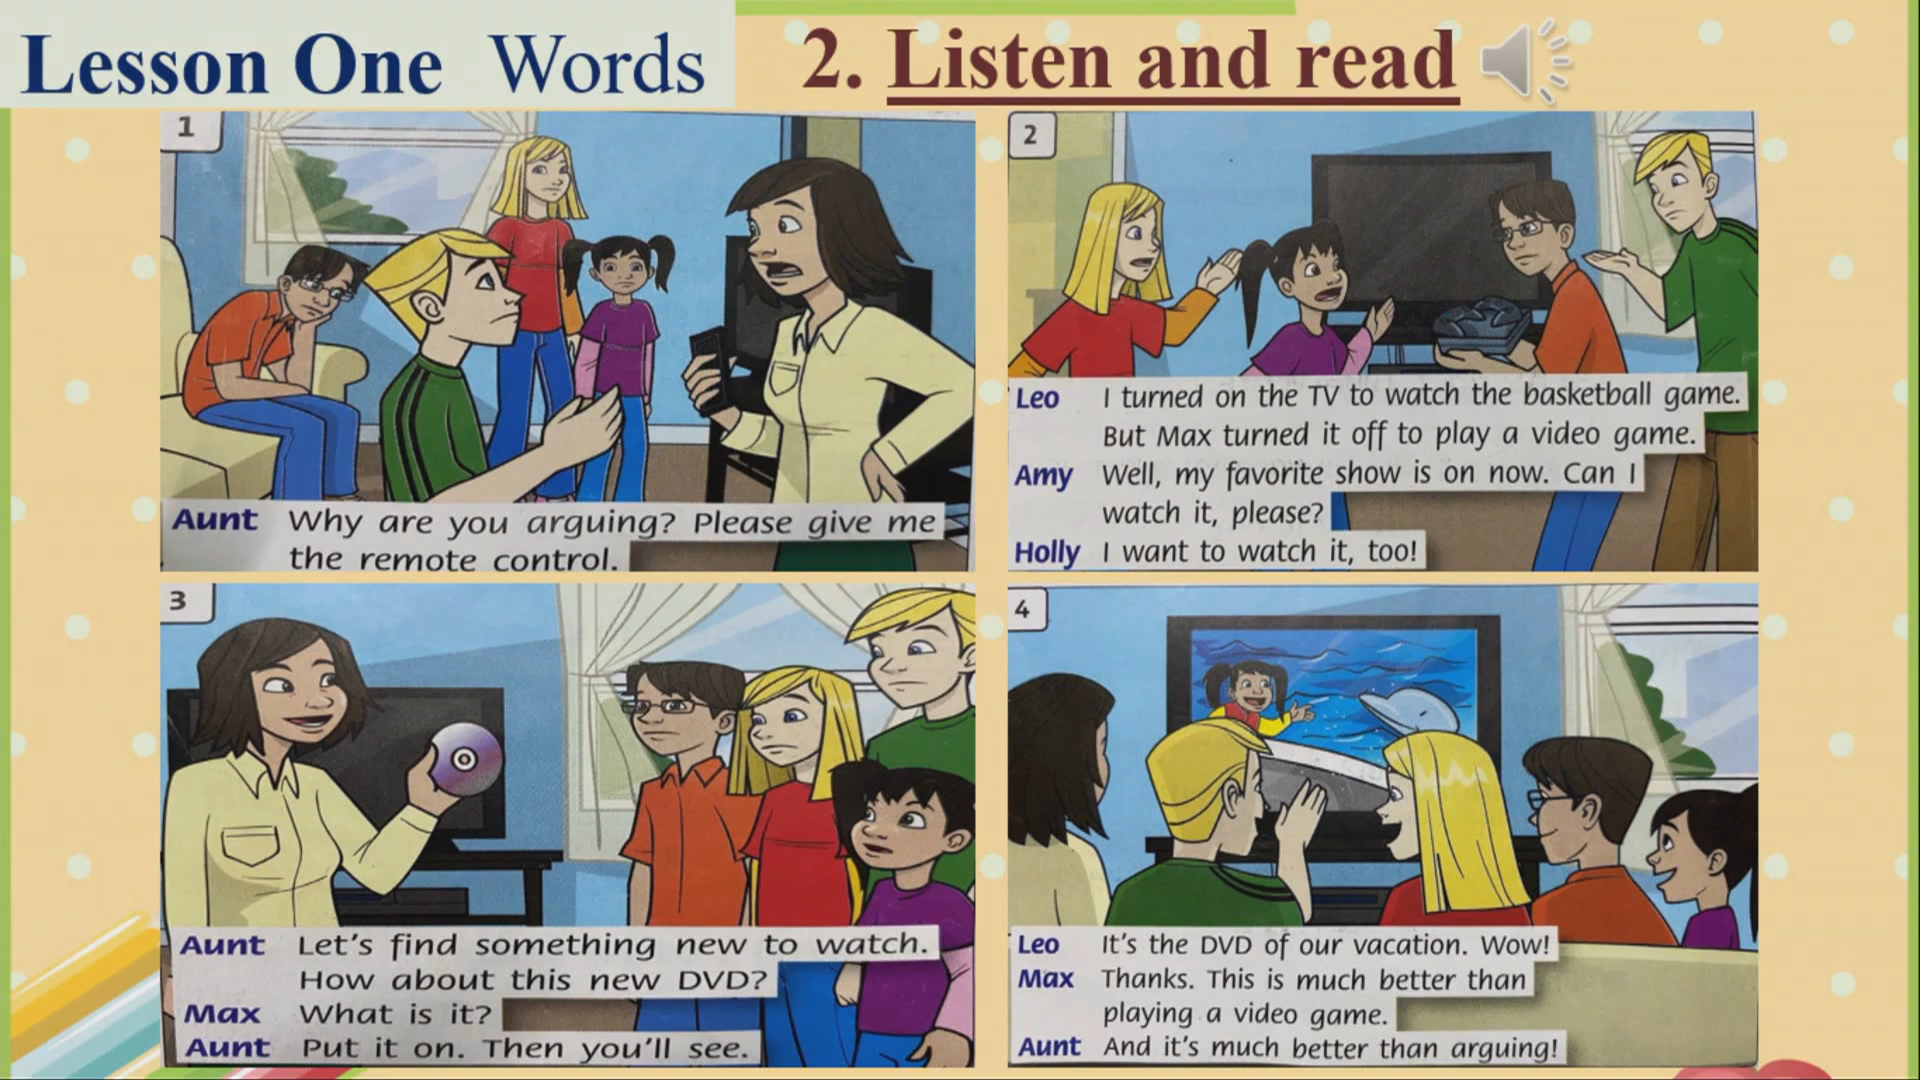 Lesson One Words
2. Listen and read
1
Aunt Why are you arguing? Please give me
the remote control.
2
Leo I turned on the TV to watch the basketball game.
But Max turned it off to play a video game.
Amy Well, my favorite show is on now. Can I
watch it, please?
Holly I want to watch it, too!
3
Aunt Let's find something new to watch.
How about this new DVD?
Max What is it?
Aunt Put it on. Then you'll see.
4
Leo It's the DVD of our vacation. Wow!
Max Thanks. This is much better than
playing a video game.
Aunt And it's much better than arguing!